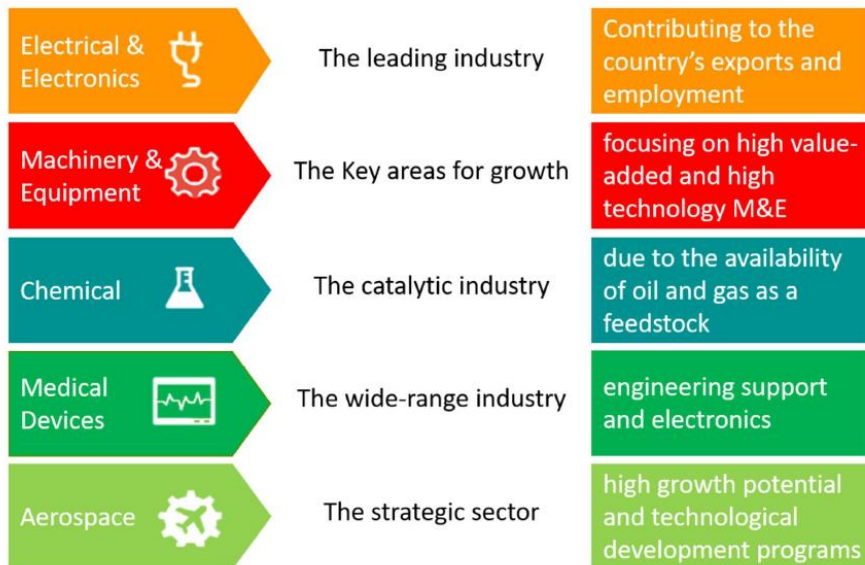 Electrical &
Electronics
The leading industry
Contributing to the
country's exports and
employment
Machinery &
Equipment
The Key areas for growth
focusing on high value-
added and high
technology M&E
Chemical
The catalytic industry
due to the availability
of oil and gas as a
feedstock
Medical
Devices
The wide-range industry
engineering support
and electronics
Aerospace
The strategic sector
high growth potential
and technological
development programs